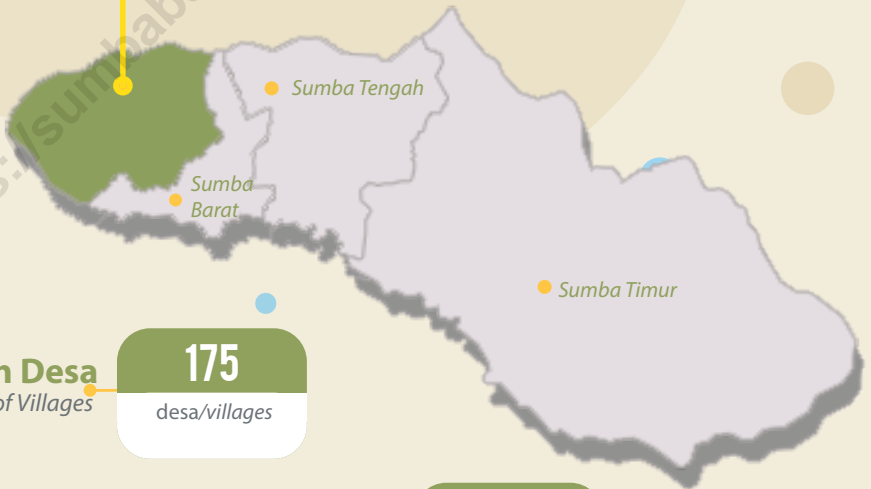 Sumba Tengah
Sumba
Barat
Sumba Timur
175
Desa
of Villages
desa/villages